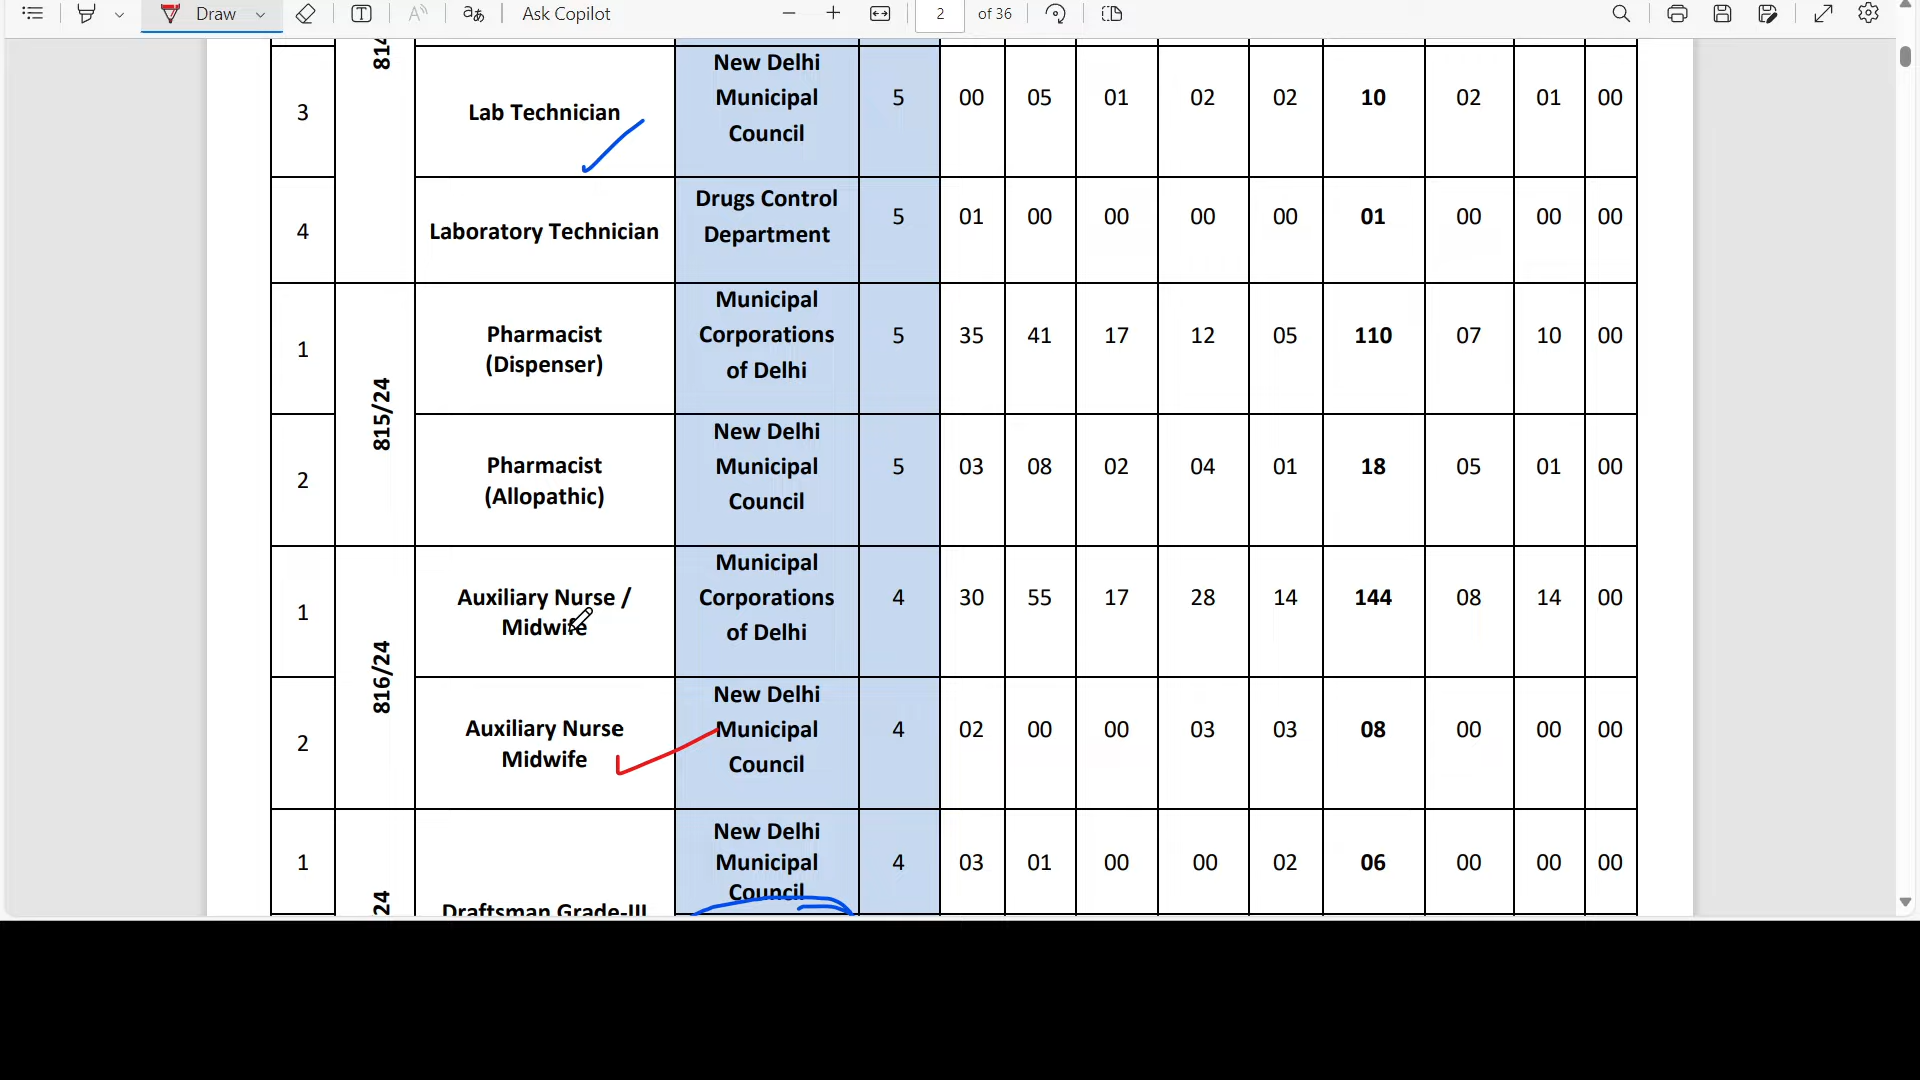 Draw
Ask Copilot
2 of 36
814
3 Lab Technician New Delhi Municipal Council 5 00 05 01 02 02 10 02 01 00
4 Laboratory Technician Drugs Control Department 5 01 00 00 00 00 01 00 00 00
815/24
1 Pharmacist (Dispenser) Municipal Corporations of Delhi 5 35 41 17 12 05 110 07 10 00
2 Pharmacist (Allopathic) New Delhi Municipal Council 5 03 08 02 04 01 18 05 01 00
816/24
1 Auxiliary Nurse / Midwife Municipal Corporations of Delhi 4 30 55 17 28 14 144 08 14 00
2 Auxiliary Nurse Midwife New Delhi Municipal Council 4 02 00 00 03 03 08 00 00 00
24
1 Draftsman Grade-III New Delhi Municipal Council 4 03 01 00 00 02 06 00 00 00